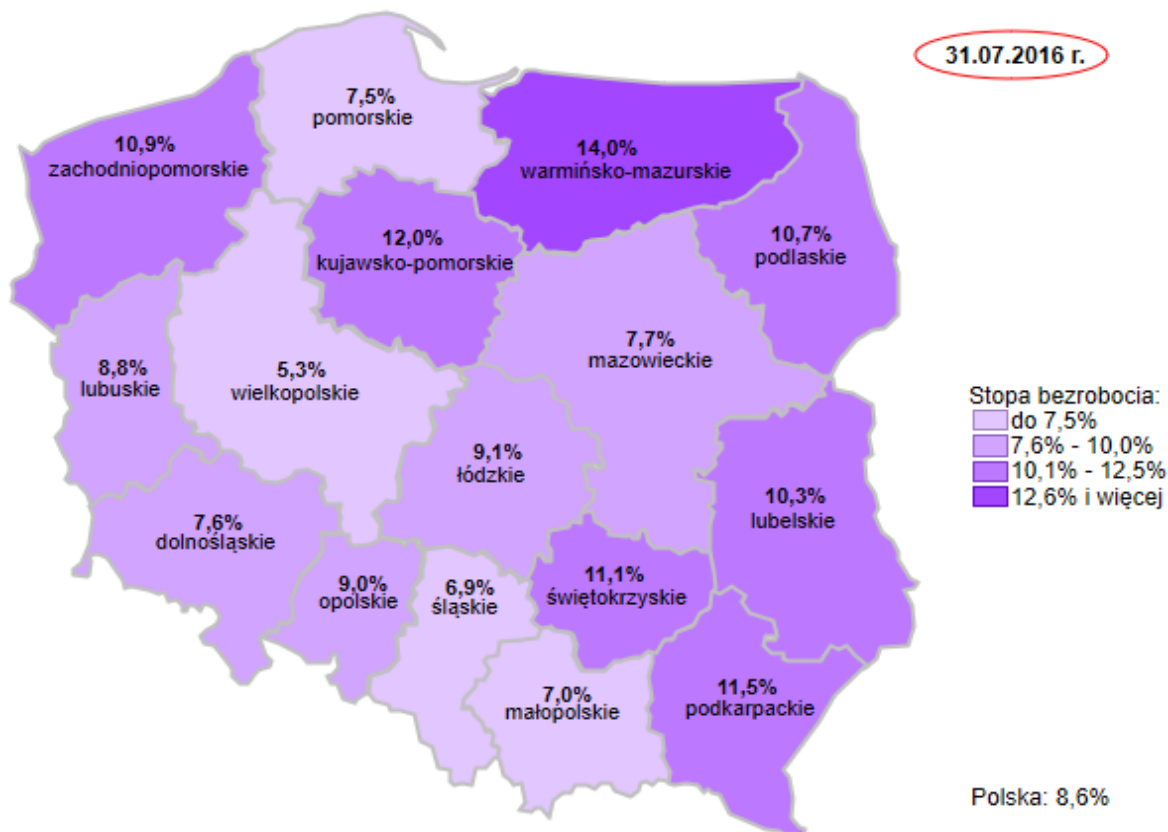 31.07.2016 r.
7,5%
pomorskie
10,9%
zachodniopomorskie
14,0%
warmińsko-mazurskie
12,0%
kujawsko-pomorskie
10,7%
podlaskie
8,8%
lubuskie
5,3%
wielkopolskie
7,7%
mazowieckie
9,1%
łódzkie
10,3%
lubelskie
7,6%
dolnośląskie
9,0%
opolskie
6,9%
śląskie
11,1%
świętokrzyskie
7,0%
małopolskie
11,5%
podkarpackie
Stopa bezrobocia:
do 7,5%
7,6% - 10,0%
10,1% - 12,5%
12,6% i więcej
Polska: 8,6%